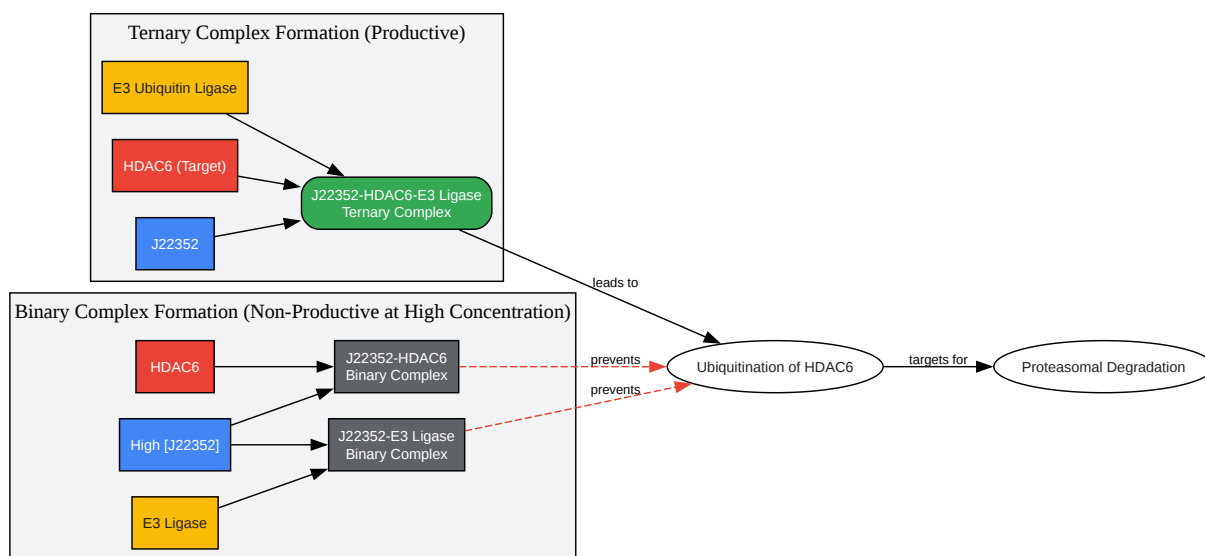 Ternary Complex Formation (Productive)
E3 Ubiquitin Ligase
HDAC6 (Target)
J22352
J22352-HDAC6-E3 Ligase
Ternary Complex
leads to
Binary Complex Formation (Non-Productive at High Concentration)
HDAC6
High [J22352]
E3 Ligase
J22352-HDAC6
Binary Complex
J22352-E3 Ligase
Binary Complex
prevents
prevents
Ubiquitination of HDAC6
targets for
Proteasomal Degradation